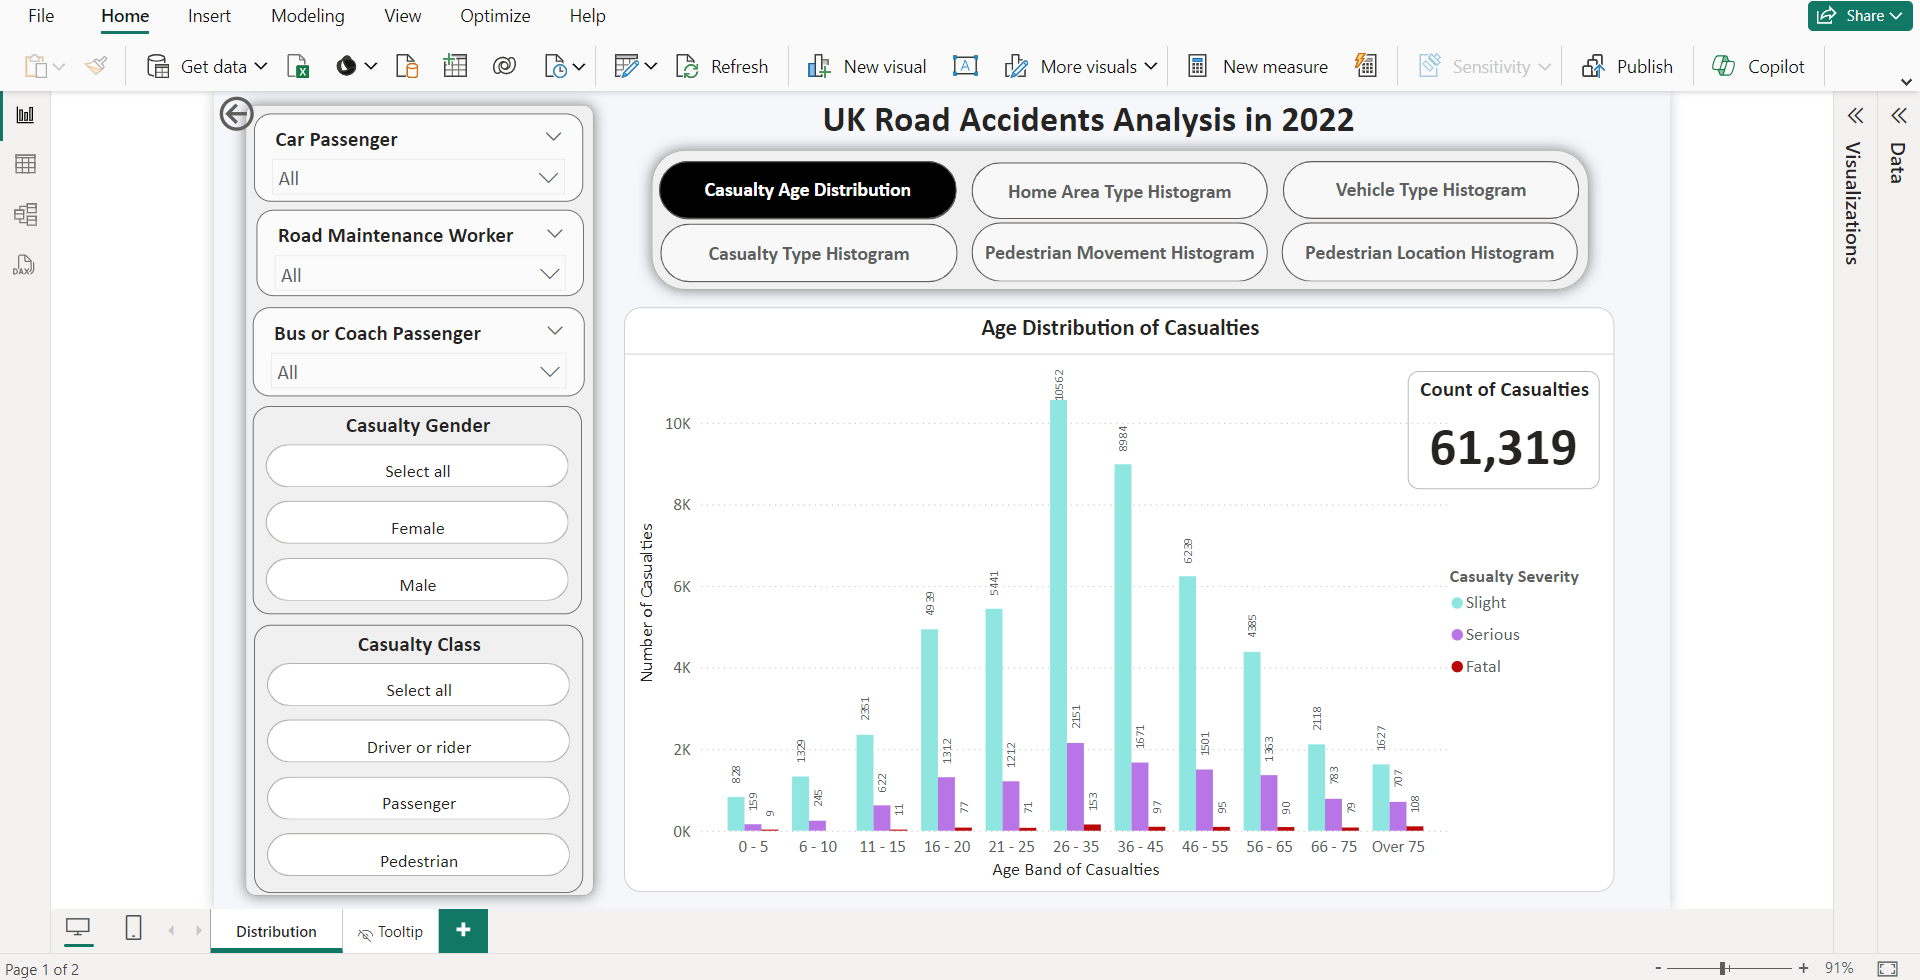 File Home Insert Modeling View Optimize Help Share
Get data Refresh New visual More visuals New measure Sensitivity Publish Copilot
UK Road Accidents Analysis in 2022
Car Passenger
All
Road Maintenance Worker
All
Bus or Coach Passenger
All
Casualty Gender
Select all
Female
Male
Casualty Class
Select all
Driver or rider
Passenger
Pedestrian
Casualty Age Distribution Home Area Type Histogram Vehicle Type Histogram
Casualty Type Histogram Pedestrian Movement Histogram Pedestrian Location Histogram
Age Distribution of Casualties
Count of Casualties
61,319
Number of Casualties
10K
8K
6K
4K
2K
0K
828 159 9
1329 245
2351 622 11
4939 1312 77
5441 1212 71
10562 2151 153
8984 1671 97
6239 1501 95
4385 1363 90
2118 783 79
1627 707 108
0 - 5 6 - 10 11 - 15 16 - 20 21 - 25 26 - 35 36 - 45 46 - 55 56 - 65 66 - 75 Over 75
Age Band of Casualties
Casualty Severity
Slight
Serious
Fatal
Visualizations
Data
DAX
A
Distribution Tooltip +
Page 1 of 2
- + 91%